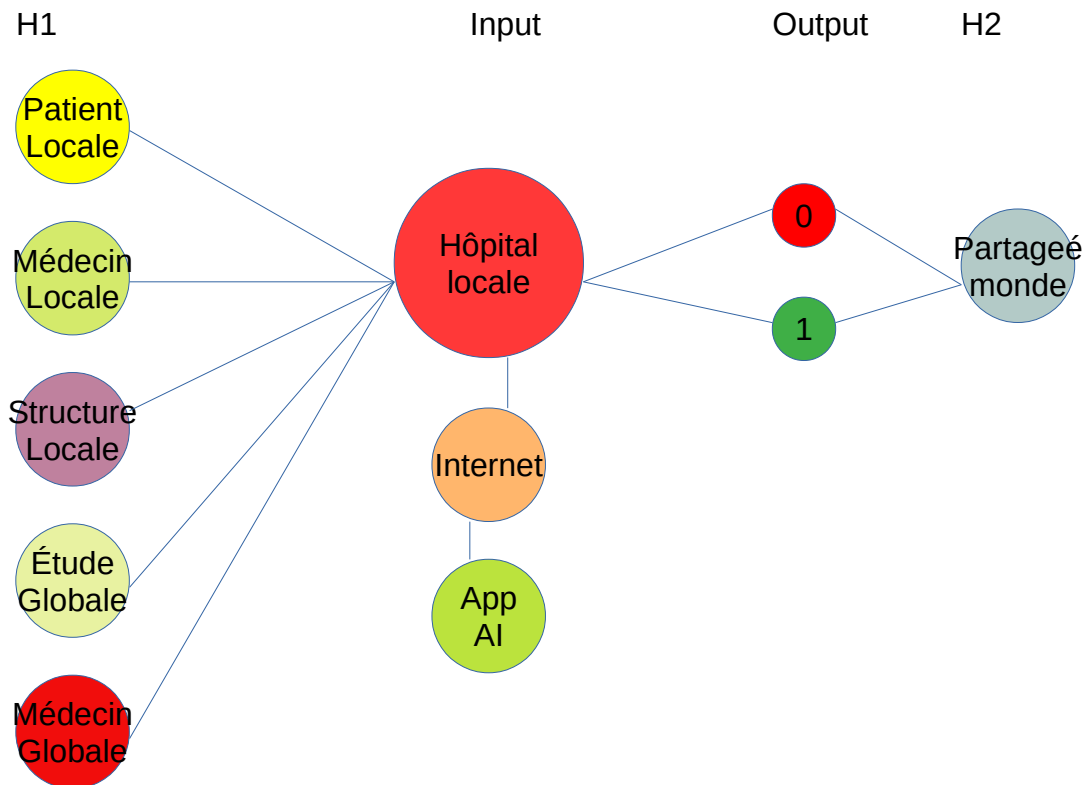 H1
Input
Output
H2
Patient
Locale
Médecin
Locale
Structure
Locale
Étude
Globale
Médecin
Globale
Hôpital
locale
Internet
App
AI
0
1
Partageé
monde